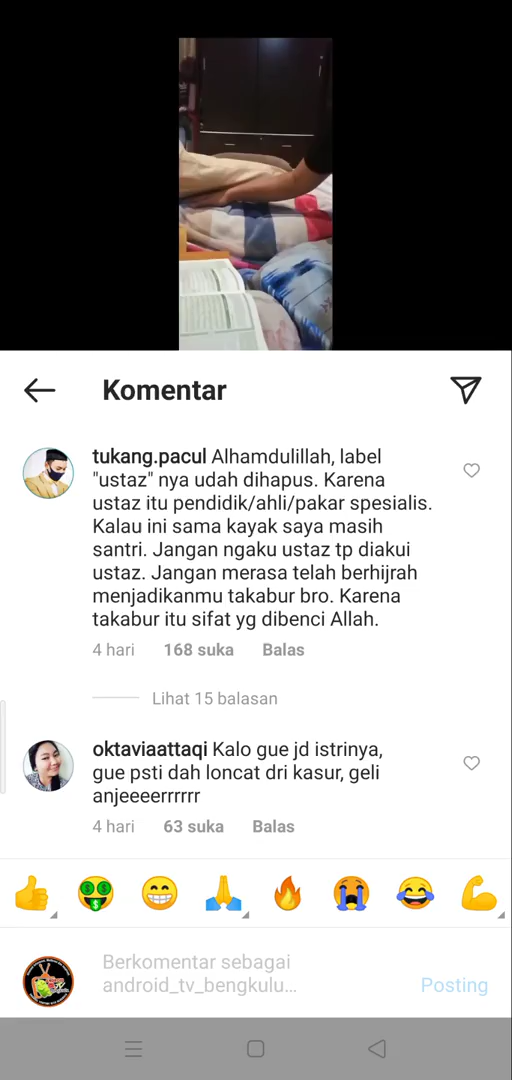 Komentar
tukang.pacul Alhamdulillah, label
"ustaz" nya udah dihapus. Karena
ustaz itu pendidik/ahli/pakar spesialis.
Kalau ini sama kayak saya masih
santri. Jangan ngaku ustaz tp diakui
ustaz. Jangan merasa telah berhijrah
menjadikanmu takabur bro. Karena
takabur itu sifat yg dibenci Allah.
4 hari 168 suka Balas
Lihat 15 balasan
oktaviaattaqi Kalo gue jd istrinya,
gue psti dah loncat dri kasur, geli
anjeeeerrrrrr
4 hari 63 suka Balas
Berkomentar sebagai
android_tv_bengkulu...
Posting